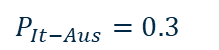 P_{It-Aus} = 0.3